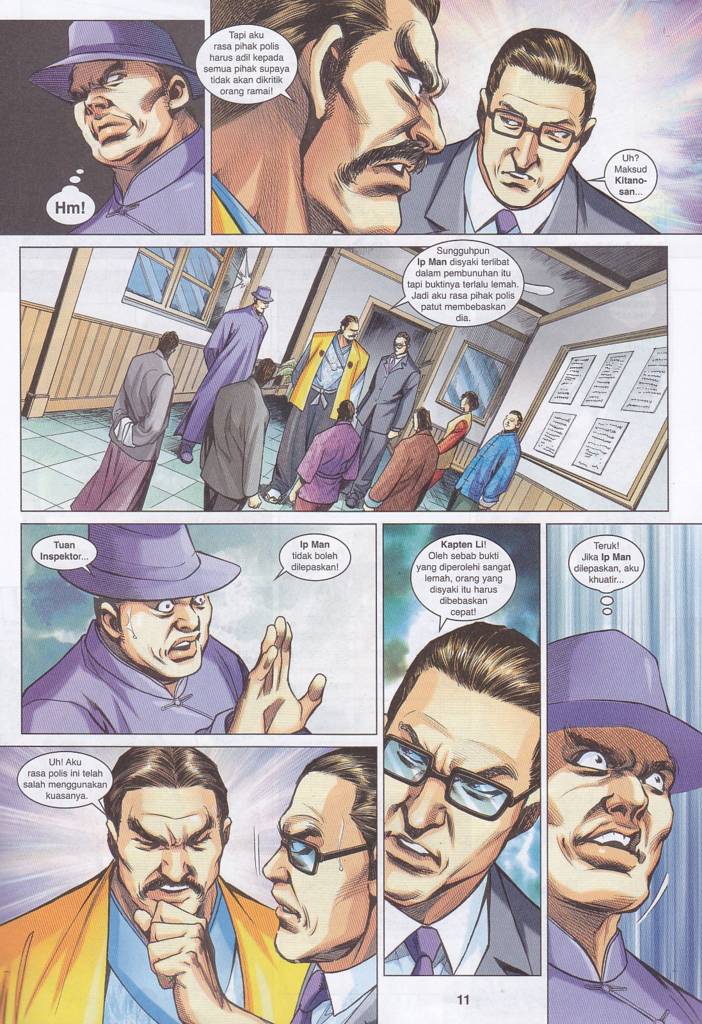 Tapi aku
rasa pihak polis
harus adil kepada
semua pihak supaya
tidak akan dikritik
orang ramai!
Hm!
Uh?
Maksud
Kitano-
san...
Sungguhpun
Ip Man disyaki terlibat
dalam pembunuhan itu
tapi buktinya terlalu lemah.
Jadi aku rasa pihak polis
patut membebaskan
dia.
Tuan
Inspektor...
Ip Man
tidak boleh
dilepaskan!
Kapten Li!
Oleh sebab bukti
yang diperolehi sangat
lemah, orang yang
disyaki itu harus
dibebaskan
cepat!
Teruk!
Jika Ip Man
dilepaskan, aku
khuatir...
Uh! Aku
rasa polis ini telah
salah menggunakan
kuasanya.
11